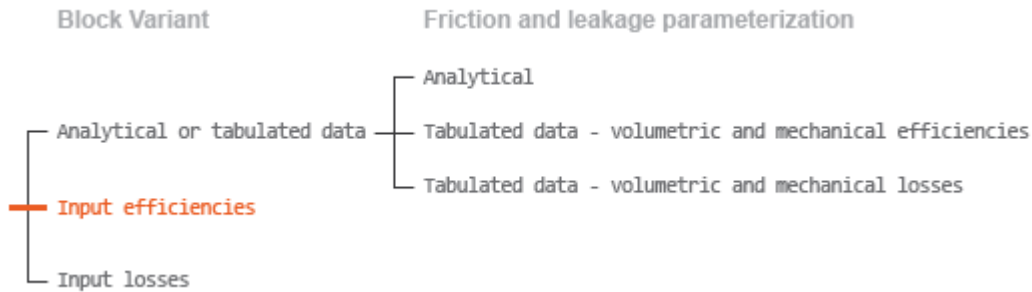 Block Variant
Friction and leakage parameterization
Analytical
Analytical or tabulated data
Tabulated data - volumetric and mechanical efficiencies
Tabulated data - volumetric and mechanical losses
Input efficiencies
Input losses